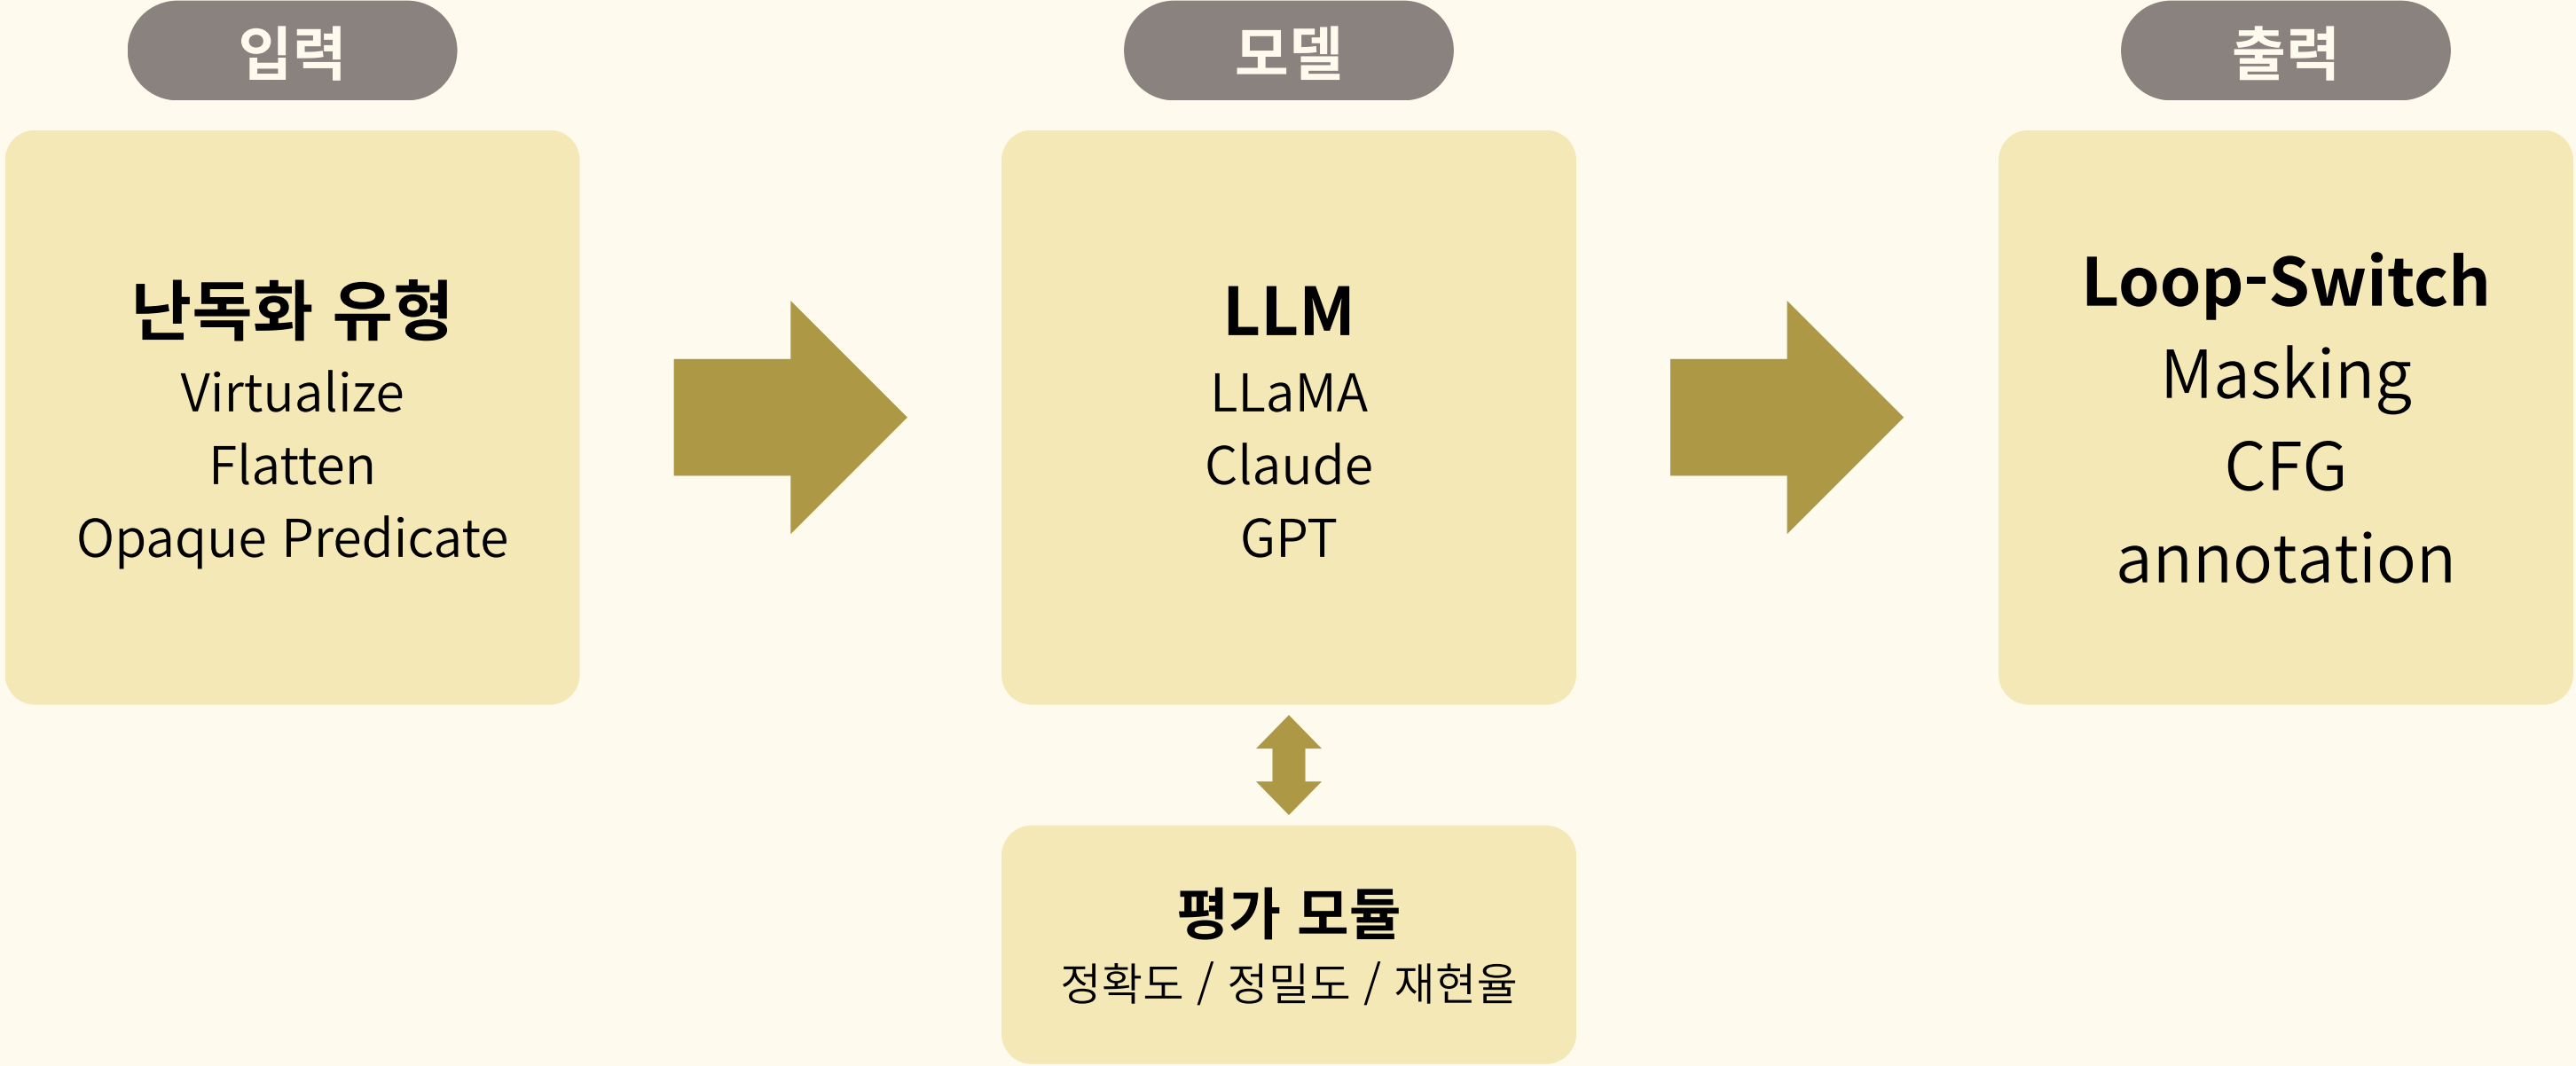 입력
난독화 유형
Virtualize
Flatten
Opaque Predicate
모델
LLM
LLaMA
Claude
GPT
평가 모듈
정확도 / 정밀도 / 재현율
출력
Loop-Switch
Masking
CFG
annotation